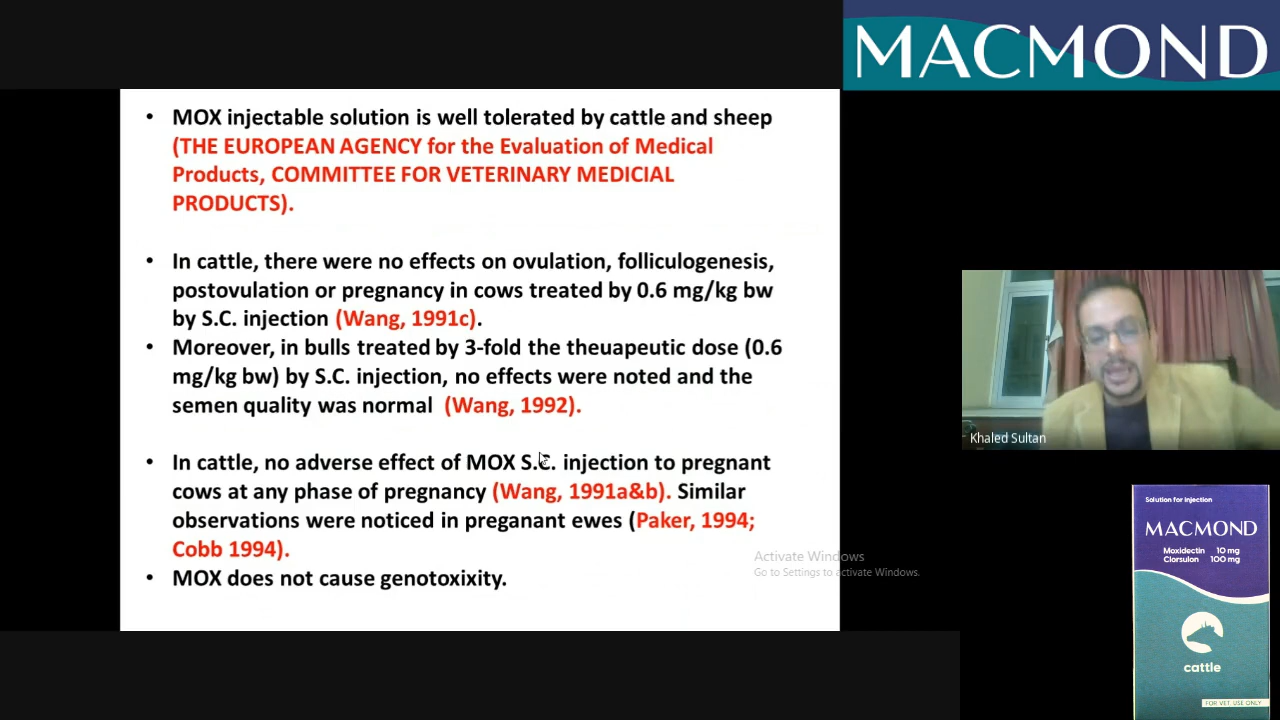 MACMOND
• MOX injectable solution is well tolerated by cattle and sheep
(THE EUROPEAN AGENCY for the Evaluation of Medical
Products, COMMITTEE FOR VETERINARY MEDICIAL
PRODUCTS).
• In cattle, there were no effects on ovulation, folliculogenesis,
postovulation or pregnancy in cows treated by 0.6 mg/kg bw
by S.C. injection (Wang, 1991c).
• Moreover, in bulls treated by 3-fold the theuapeutic dose (0.6
mg/kg bw) by S.C. injection, no effects were noted and the
semen quality was normal (Wang, 1992).
• In cattle, no adverse effect of MOX S.C. injection to pregnant
cows at any phase of pregnancy (Wang, 1991a&b). Similar
observations were noticed in preganant ewes (Paker, 1994;
Cobb 1994).
• MOX does not cause genotoxixity.
Activate Windows
Go to Settings to activate Windows.
Khaled Sultan
Solution for Injection
MACMOND
Moxidectin 10 mg
Clorsulon 100 mg
cattle
FOR VET. USE ONLY